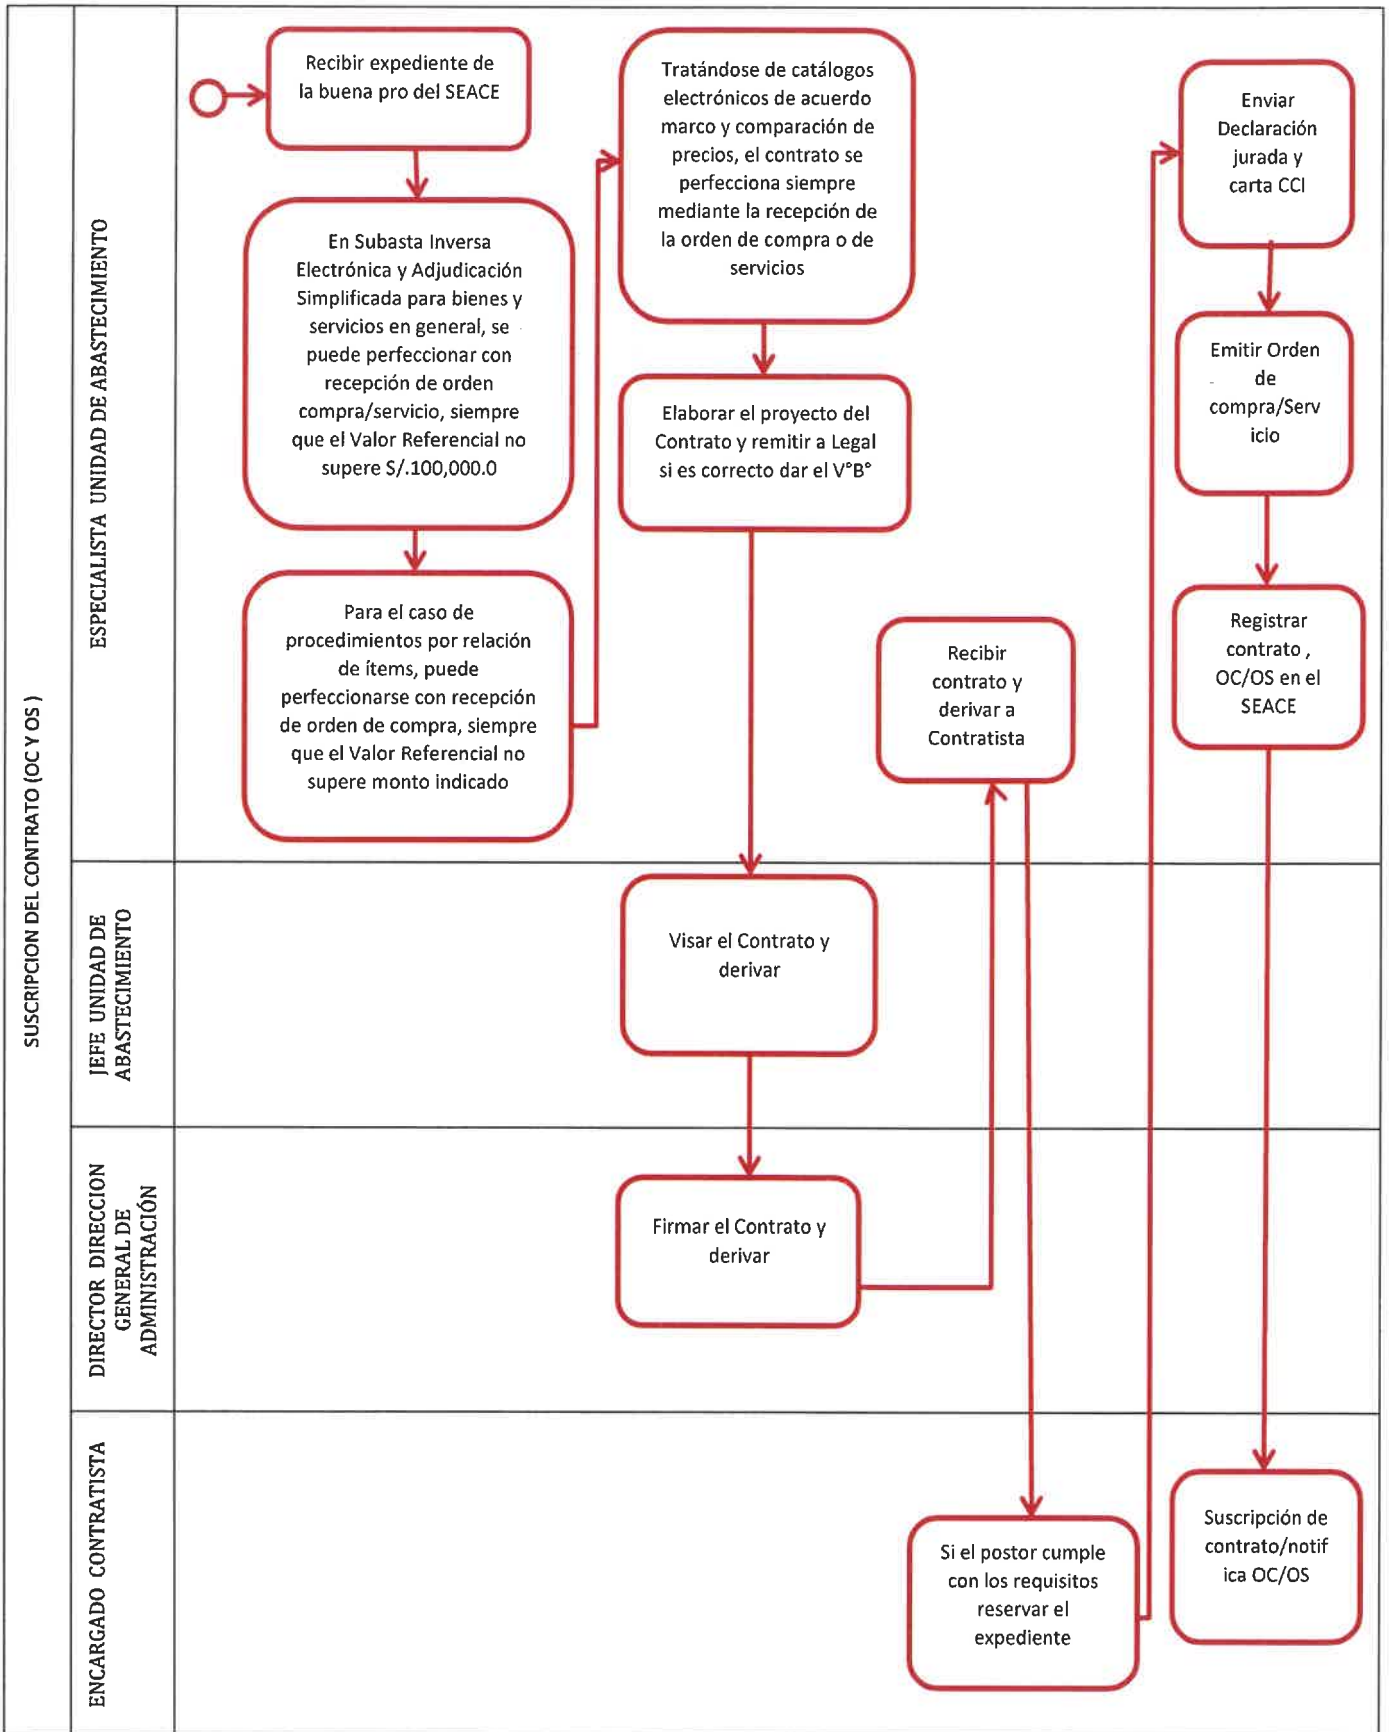 SUSCRIPCION DEL CONTRATO (OC Y OS )
ESPECIALISTA UNIDAD DE ABASTECIMIENTO
Recibir expediente de
la buena pro del SEACE
En Subasta Inversa
Electrónica y Adjudicación
Simplificada para bienes y
servicios en general, se
puede perfeccionar con
recepción de orden
compra/servicio, siempre
que el Valor Referencial no
supere S/.100,000.0
Para el caso de
procedimientos por relación
de ítems, puede
perfeccionarse con recepción
de orden de compra, siempre
que el Valor Referencial no
supere monto indicado
Tratándose de catálogos
electrónicos de acuerdo
marco y comparación de
precios, el contrato se
perfecciona siempre
mediante la recepción de
la orden de compra o de
servicios
Elaborar el proyecto del
Contrato y remitir a Legal
si es correcto dar el V°B°
Recibir
contrato y
derivar a
Contratista
Enviar
Declaración
jurada y
carta CCI
Emitir Orden
de
compra/Serv
icio
Registrar
contrato ,
OC/OS en el
SEACE
JEFE UNIDAD DE
ABASTECIMIENTO
Visar el Contrato y
derivar
DIRECTOR DIRECCION
GENERAL DE
ADMINISTRACIÓN
Firmar el Contrato y
derivar
ENCARGADO CONTRATISTA
Si el postor cumple
con los requisitos
reservar el
expediente
Suscripción de
contrato/notif
ica OC/OS